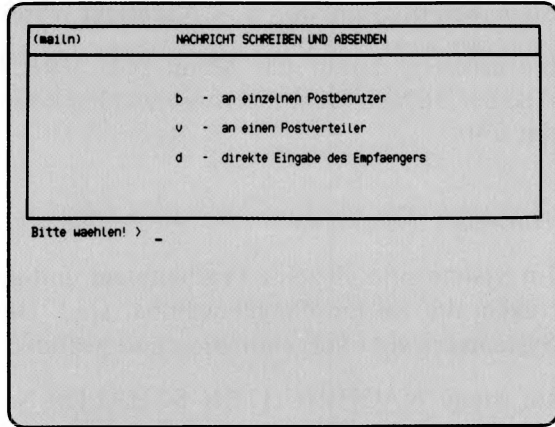 (mailn) NACHRICHT SCHREIBEN UND ABSENDEN
b - an einzelnen Postbenutzer
v - an einen Postverteiler
d - direkte Eingabe des Empfaengers
Bitte waehlen! > _